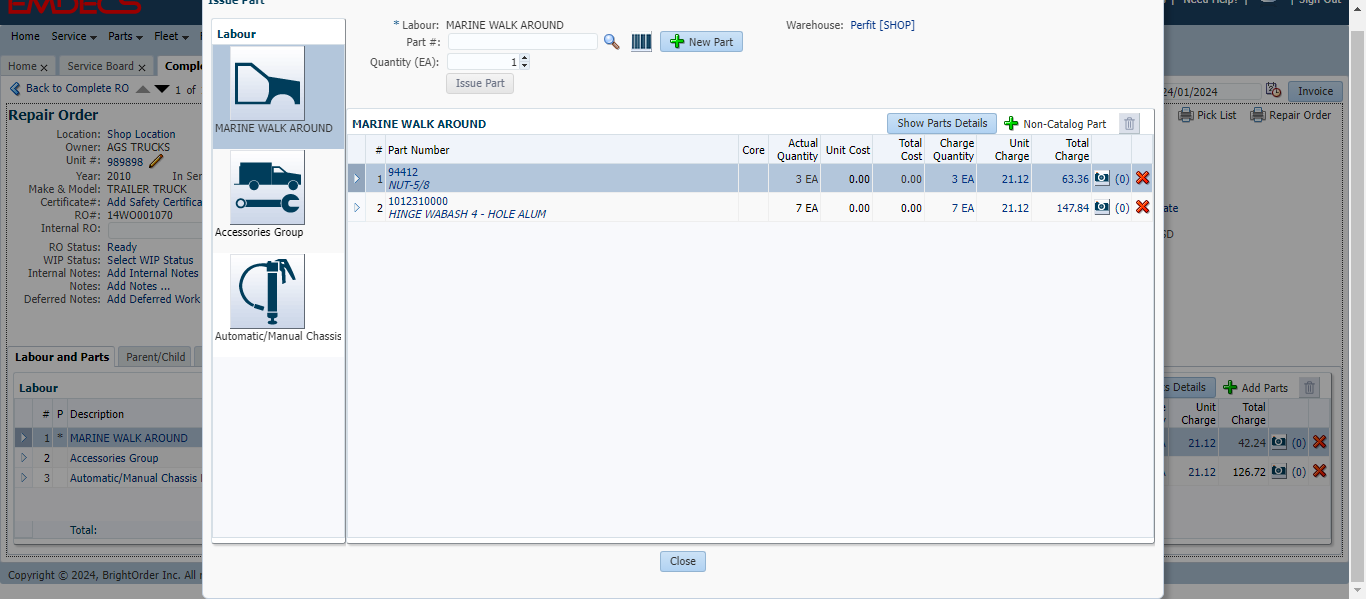 EMDECS
Issue Part
Need Help?
Sign Out
Home Service Parts Fleet
Home x Service Board x Compl
Back to Complete RO 1 of
24/01/2024 Invoice
Repair Order
Pick List Repair Order
Location: Shop Location
Owner: AGS TRUCKS
Unit #: 989898
Year: 2010 In Ser
Make & Model: TRAILER TRUCK
Certificate#: Add Safety Certifica
RO#: 14WO001070
Internal RO:
RO Status: Ready
WIP Status: Select WIP Status
Internal Notes: Add Internal Notes
Notes: Add Notes ...
Deferred Notes: Add Deferred Work
Labour and Parts Parent/Child
Labour
# P Description
1 * MARINE WALK AROUND
2 Accessories Group
3 Automatic/Manual Chassis
Total:
Copyright © 2024, BrightOrder Inc. All r
Labour
MARINE WALK AROUND
Accessories Group
Automatic/Manual Chassis
* Labour: MARINE WALK AROUND
Warehouse: Perfit [SHOP]
Part #:
New Part
Quantity (EA): 1
Issue Part
MARINE WALK AROUND
Show Parts Details Non-Catalog Part
# Part Number Core Actual Quantity Unit Cost Total Cost Charge Quantity Unit Charge Total Charge
1 94412 3 EA 0.00 0.00 3 EA 21.12 63.36 (0)
NUT-5/8
2 1012310000 7 EA 0.00 0.00 7 EA 21.12 147.84 (0)
HINGE WABASH 4 - HOLE ALUM
Close
ate
SD
s Details Add Parts
Unit Charge Total Charge
21.12 42.24 (0)
21.12 126.72 (0)